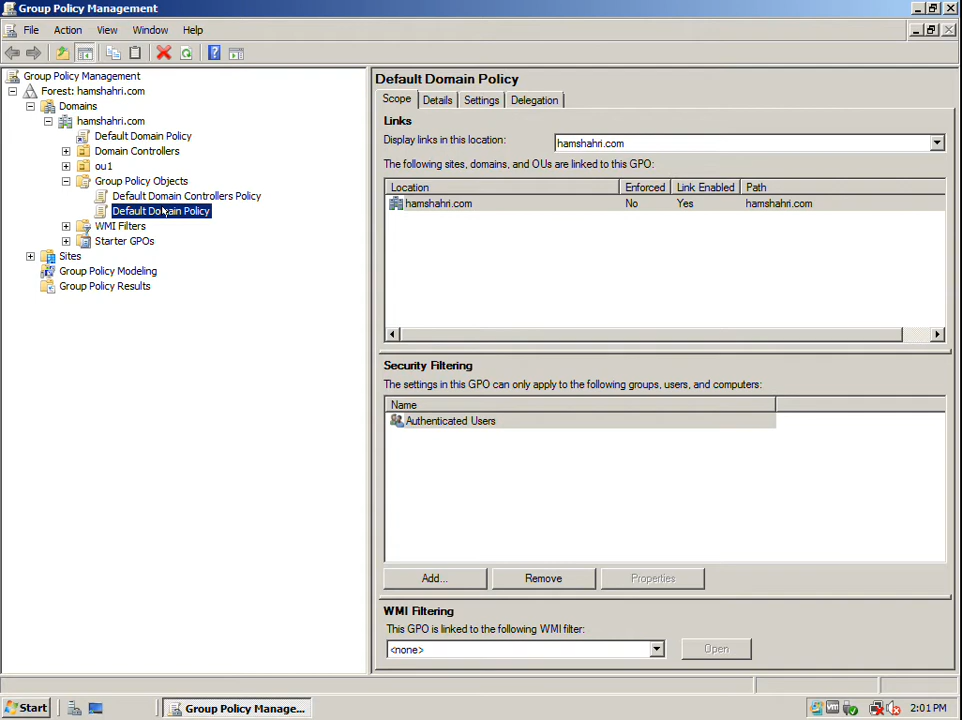 Group Policy Management
File Action View Window Help
Group Policy Management
Forest: hamshahri.com
Domains
hamshahri.com
Default Domain Policy
Domain Controllers
ou1
Group Policy Objects
Default Domain Controllers Policy
Default Domain Policy
WMI Filters
Starter GPOs
Sites
Group Policy Modeling
Group Policy Results
Default Domain Policy
Scope Details Settings Delegation
Links
Display links in this location: hamshahri.com
The following sites, domains, and OUs are linked to this GPO:
Location Enforced Link Enabled Path
hamshahri.com No Yes hamshahri.com
Security Filtering
The settings in this GPO can only apply to the following groups, users, and computers:
Name
Authenticated Users
Add... Remove Properties
WMI Filtering
This GPO is linked to the following WMI filter:
<none> Open
Start Group Policy Manage... 2:01 PM